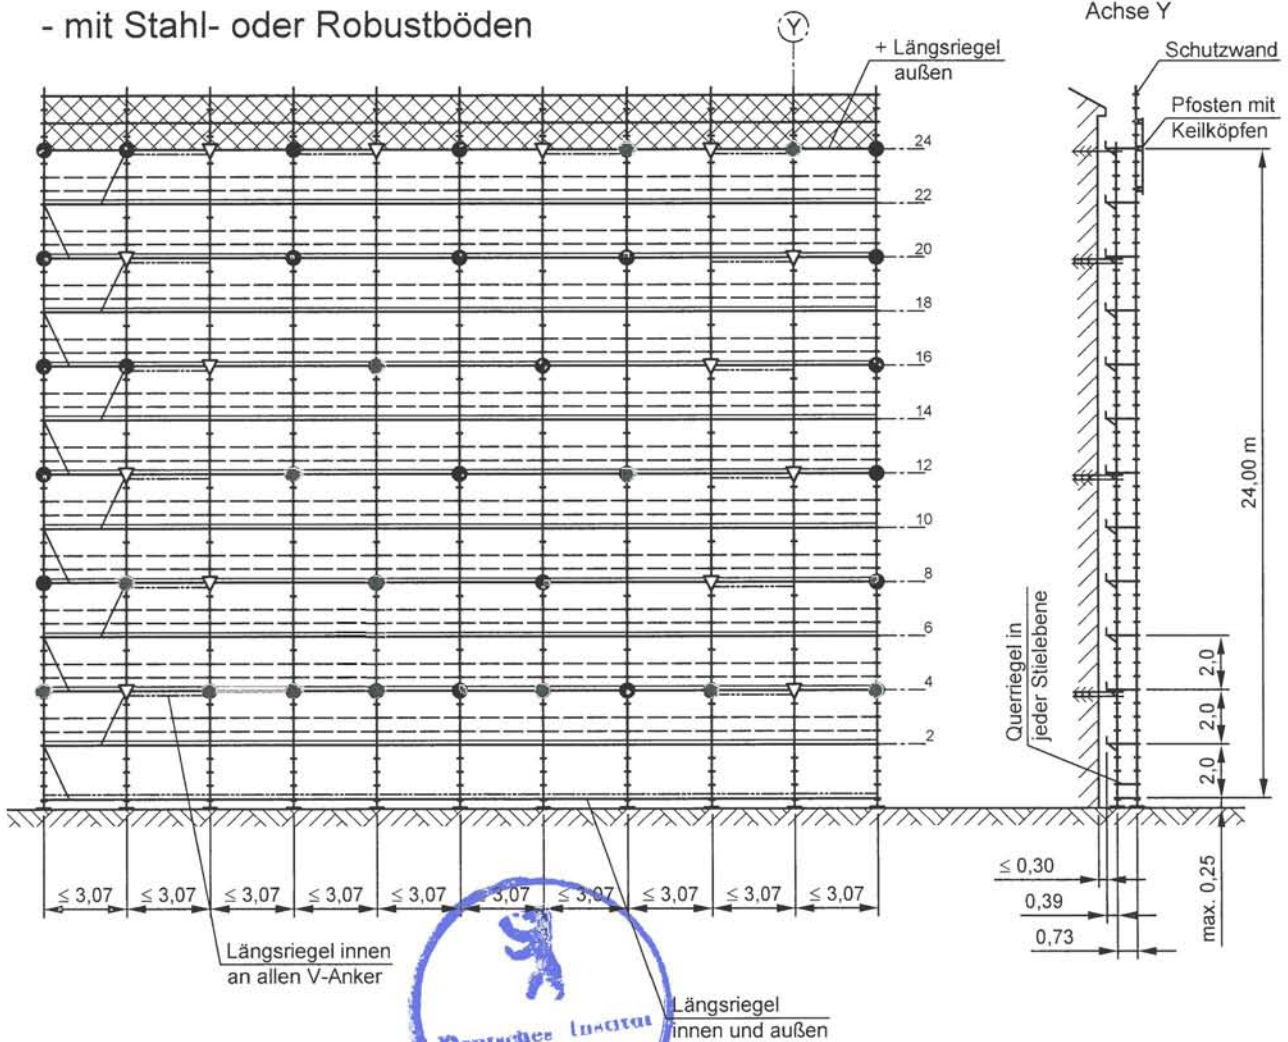 - mit Stahl- oder Robustböden
Y
Achse Y
+ Längsriegel
außen
Schutzwand
Pfosten mit
Keilköpfen
24
22
20
18
16
14
12
10
8
6
4
2
24,00 m
Querriegel in
jeder Stielebene
2,0
2,0
2,0
≤ 3,07
≤ 3,07
≤ 3,07
≤ 3,07
≤ 3,07
≤ 3,07
≤ 3,07
≤ 3,07
≤ 3,07
≤ 3,07
≤ 0,30
0,39
0,73
max. 0,25
Längsriegel innen
an allen V-Anker
Längsriegel
innen und außen
Deutsches Institut